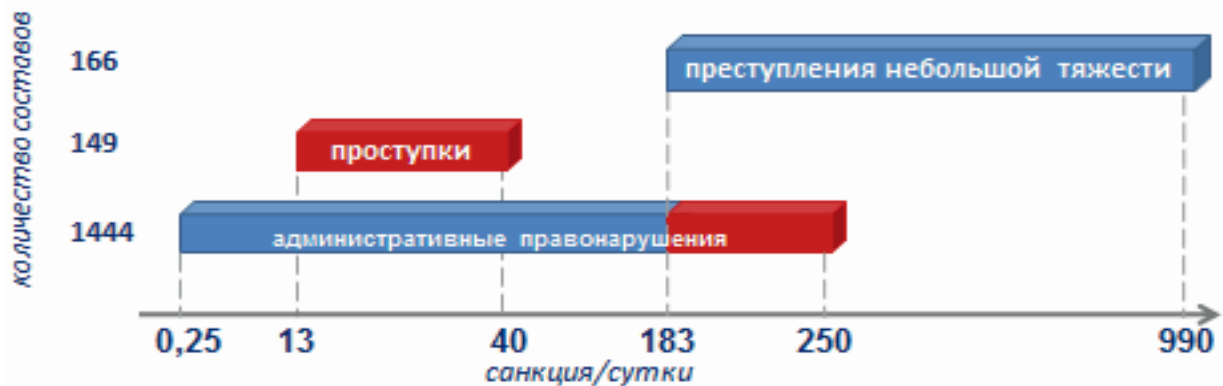 количество составов
166
преступления небольшой тяжести
149
проступки
1444
административные правонарушения
0,25 13 40 183 250 990
санкция/сутки